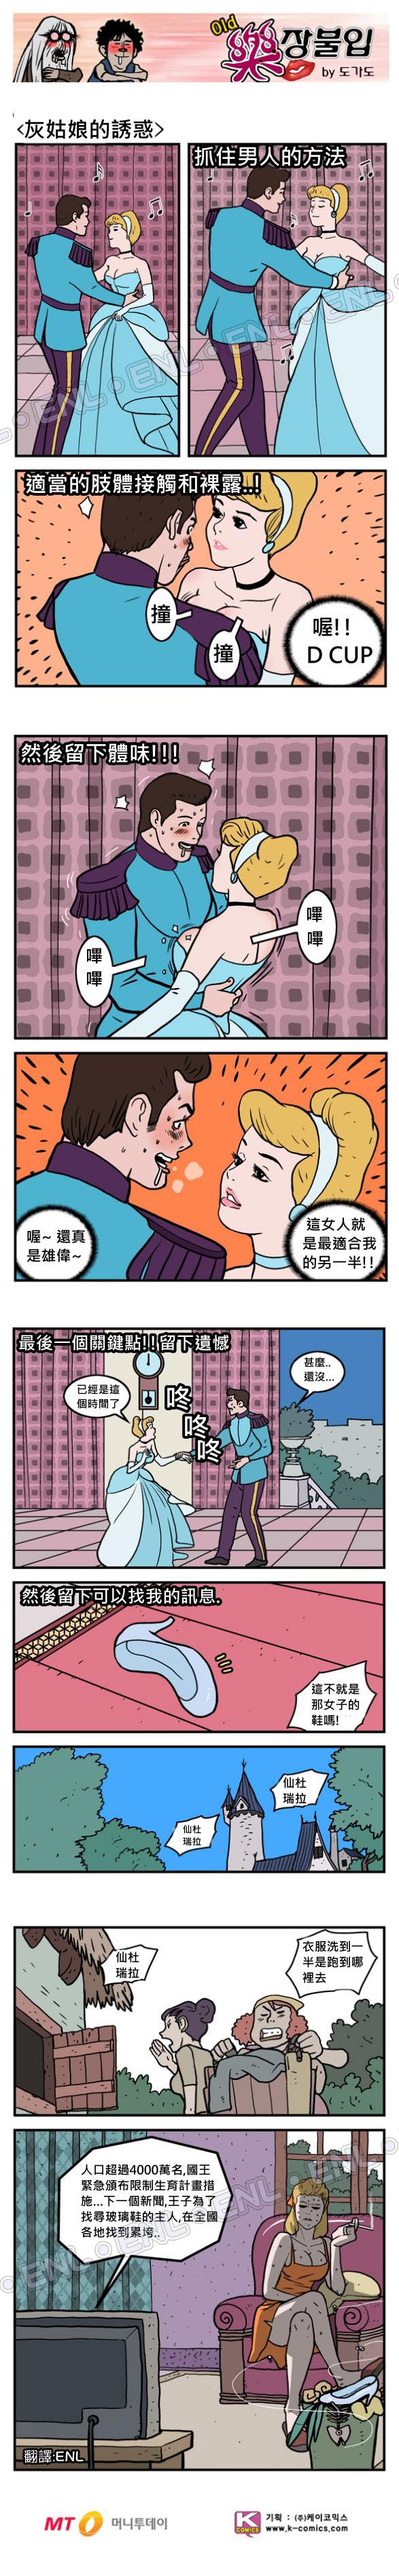 Old
樂장불입
by 도가도
<灰姑娘的誘惑>
抓住男人的方法
適當的肢體接觸和裸露..!
撞
撞
喔!!
D CUP
然後留下體味!!!
嗶
嗶
嗶
嗶
喔~ 還真
是雄偉~
這女人就
是最適合我
的另一半!!
最後一個關鍵點!!留下遺憾
已經是這
個時間了
咚
咚
咚
甚麼..
還沒...
然後留下可以找我的訊息.
這不就是
那女子的
鞋嗎!
仙杜
瑞拉
仙杜
瑞拉
仙杜
瑞拉
衣服洗到一
半是跑到哪
裡去
人口超過4000萬名,國王
緊急頒布限制生育計畫措
施...下一個新聞,王子為了
找尋玻璃鞋的主人,在全國
各地找到累垮..
翻譯:ENL
MT 머니투데이
K COMICS
기획 : (주)케이코믹스
www.k-comics.com